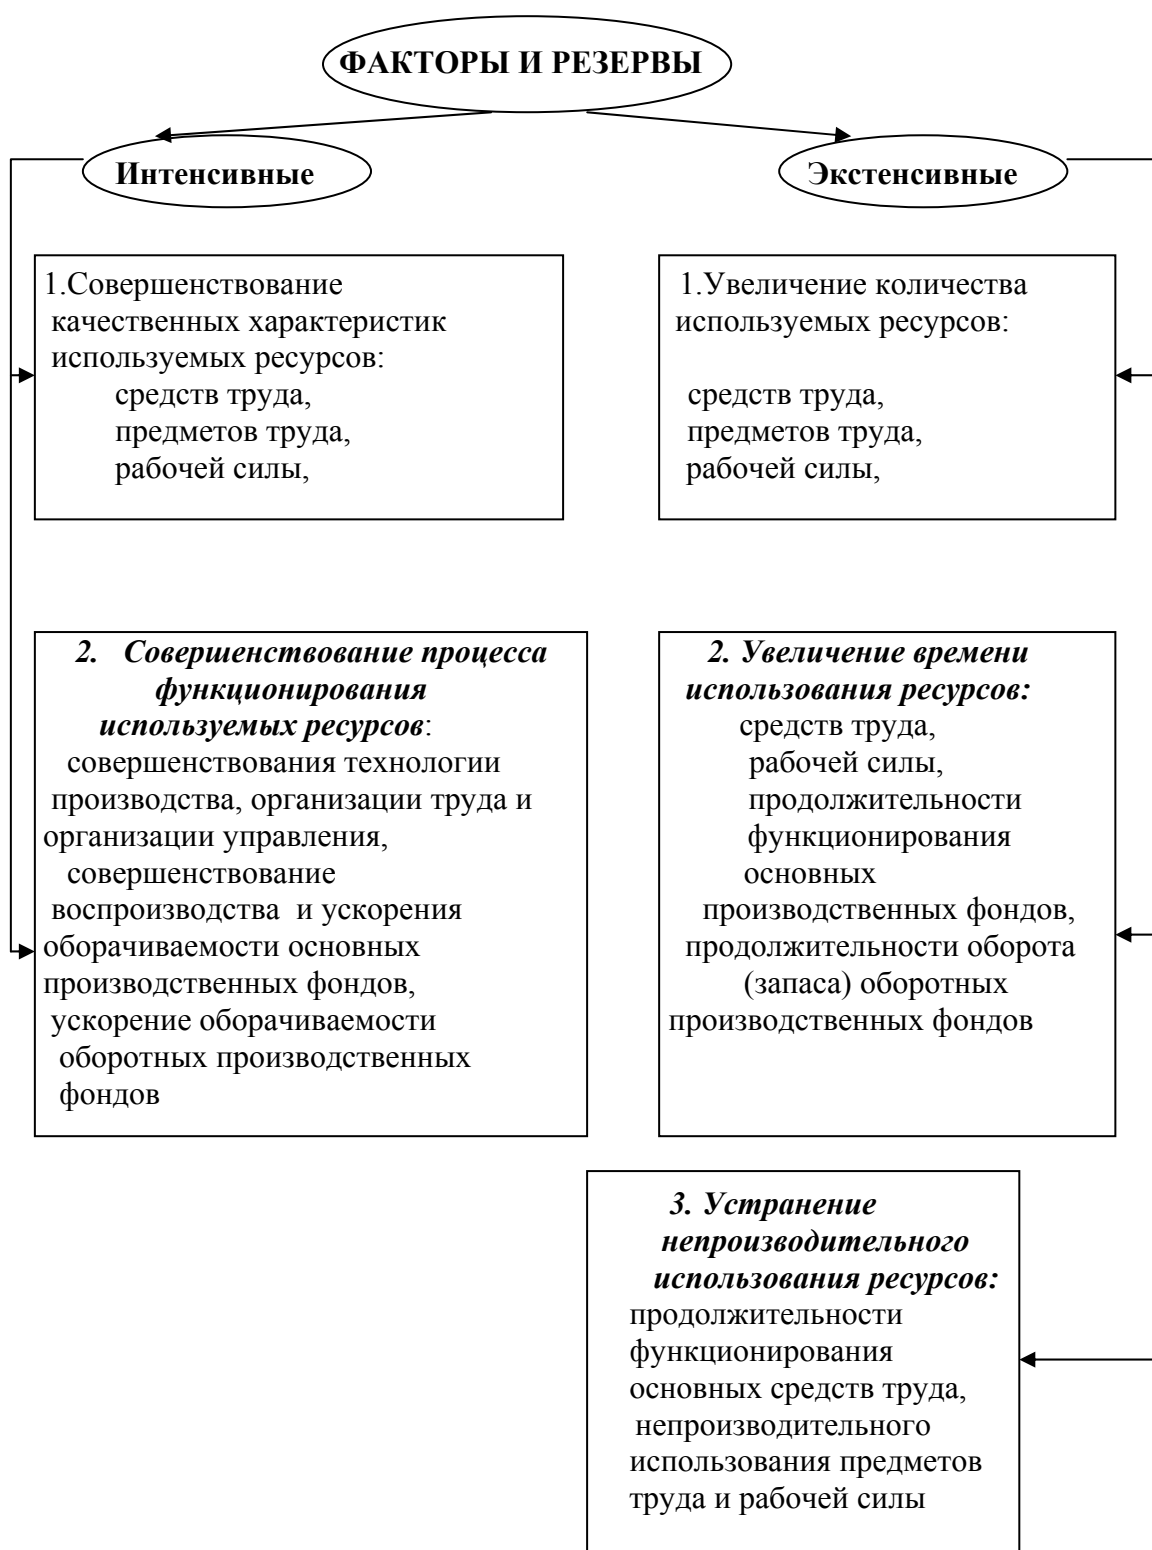 ФАКТОРЫ И РЕЗЕРВЫ
Интенсивные
Экстенсивные
1.Совершенствование
качественных характеристик
используемых ресурсов:
средств труда,
предметов труда,
рабочей силы,
1.Увеличение количества
используемых ресурсов:
средств труда,
предметов труда,
рабочей силы,
2. Совершенствование процесса
функционирования
используемых ресурсов:
совершенствования технологии
производства, организации труда и
организации управления,
совершенствование
воспроизводства и ускорения
оборачиваемости основных
производственных фондов,
ускорение оборачиваемости
оборотных производственных
фондов
2. Увеличение времени
использования ресурсов:
средств труда,
рабочей силы,
продолжительности
функционирования
основных
производственных фондов,
продолжительности оборота
(запаса) оборотных
производственных фондов
3. Устранение
непроизводительного
использования ресурсов:
продолжительности
функционирования
основных средств труда,
непроизводительного
использования предметов
труда и рабочей силы